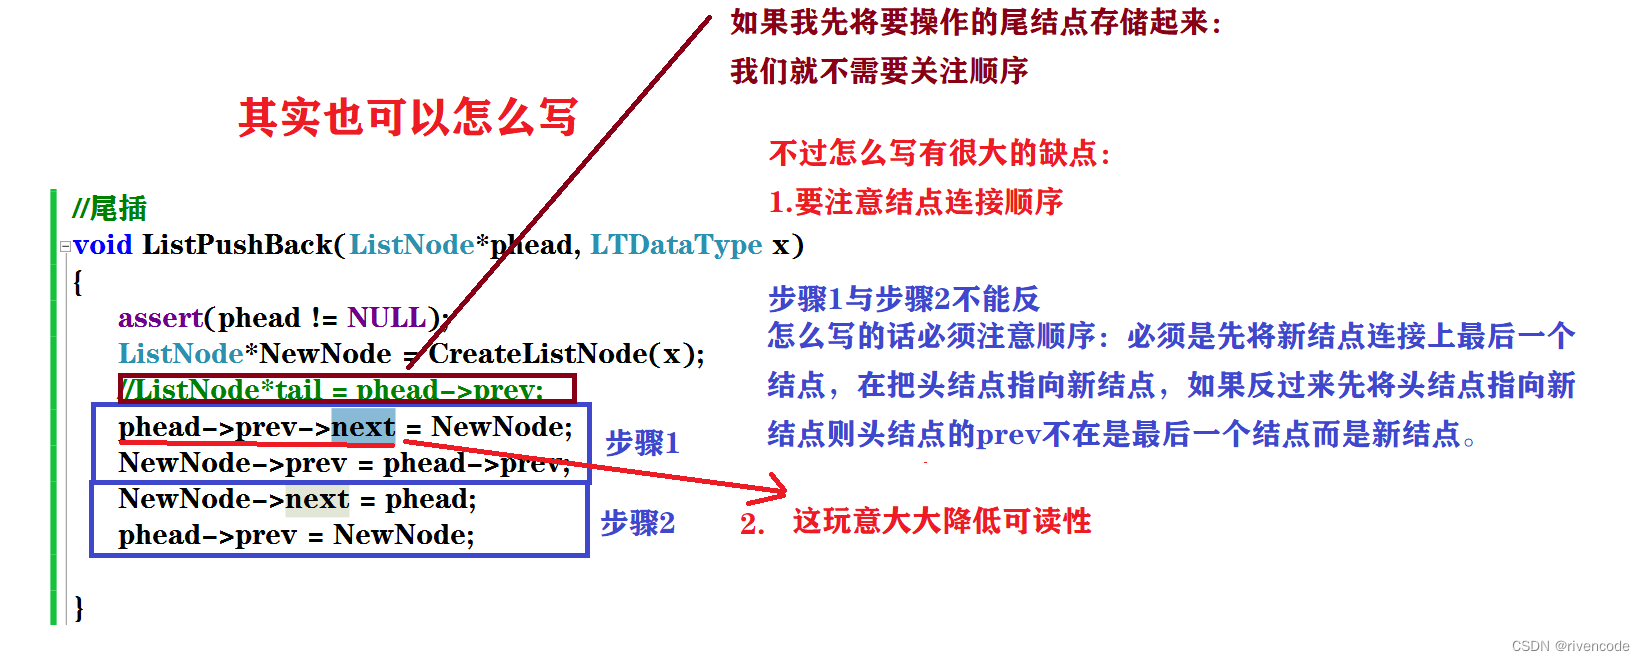 如果我先将要操作的尾结点存储起来：
我们就不需要关注顺序
其实也可以怎么写
不过怎么写有很大的缺点：
1.要注意结点连接顺序
//尾插
void ListPushBack(ListNode*phead, LTDataType x)
{
assert(phead != NULL);
ListNode*NewNode = CreateListNode(x);
//ListNode*tail = phead->prev;
phead->prev->next = NewNode;
NewNode->prev = phead->prev;
步骤1
NewNode->next = phead;
phead->prev = NewNode;
步骤2
}
步骤1与步骤2不能反
怎么写的话必须注意顺序：必须是先将新结点连接上最后一个
结点，在把头结点指向新结点，如果反过来先将头结点指向新
结点则头结点的prev不在是最后一个结点而是新结点。
2. 这玩意大大降低可读性
CSDN @rivencode